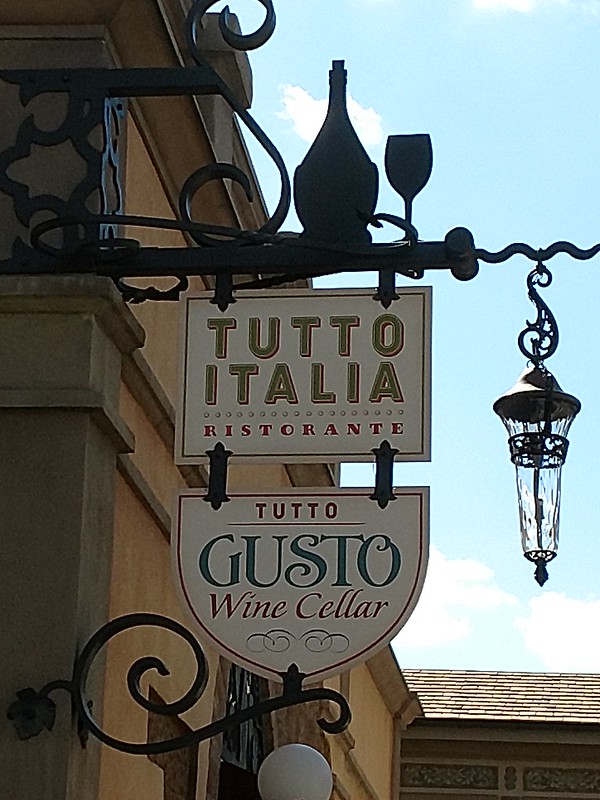 TUTTO
ITALIA
RISTORANTE
TUTTO
GUSTO
Wine Cellar